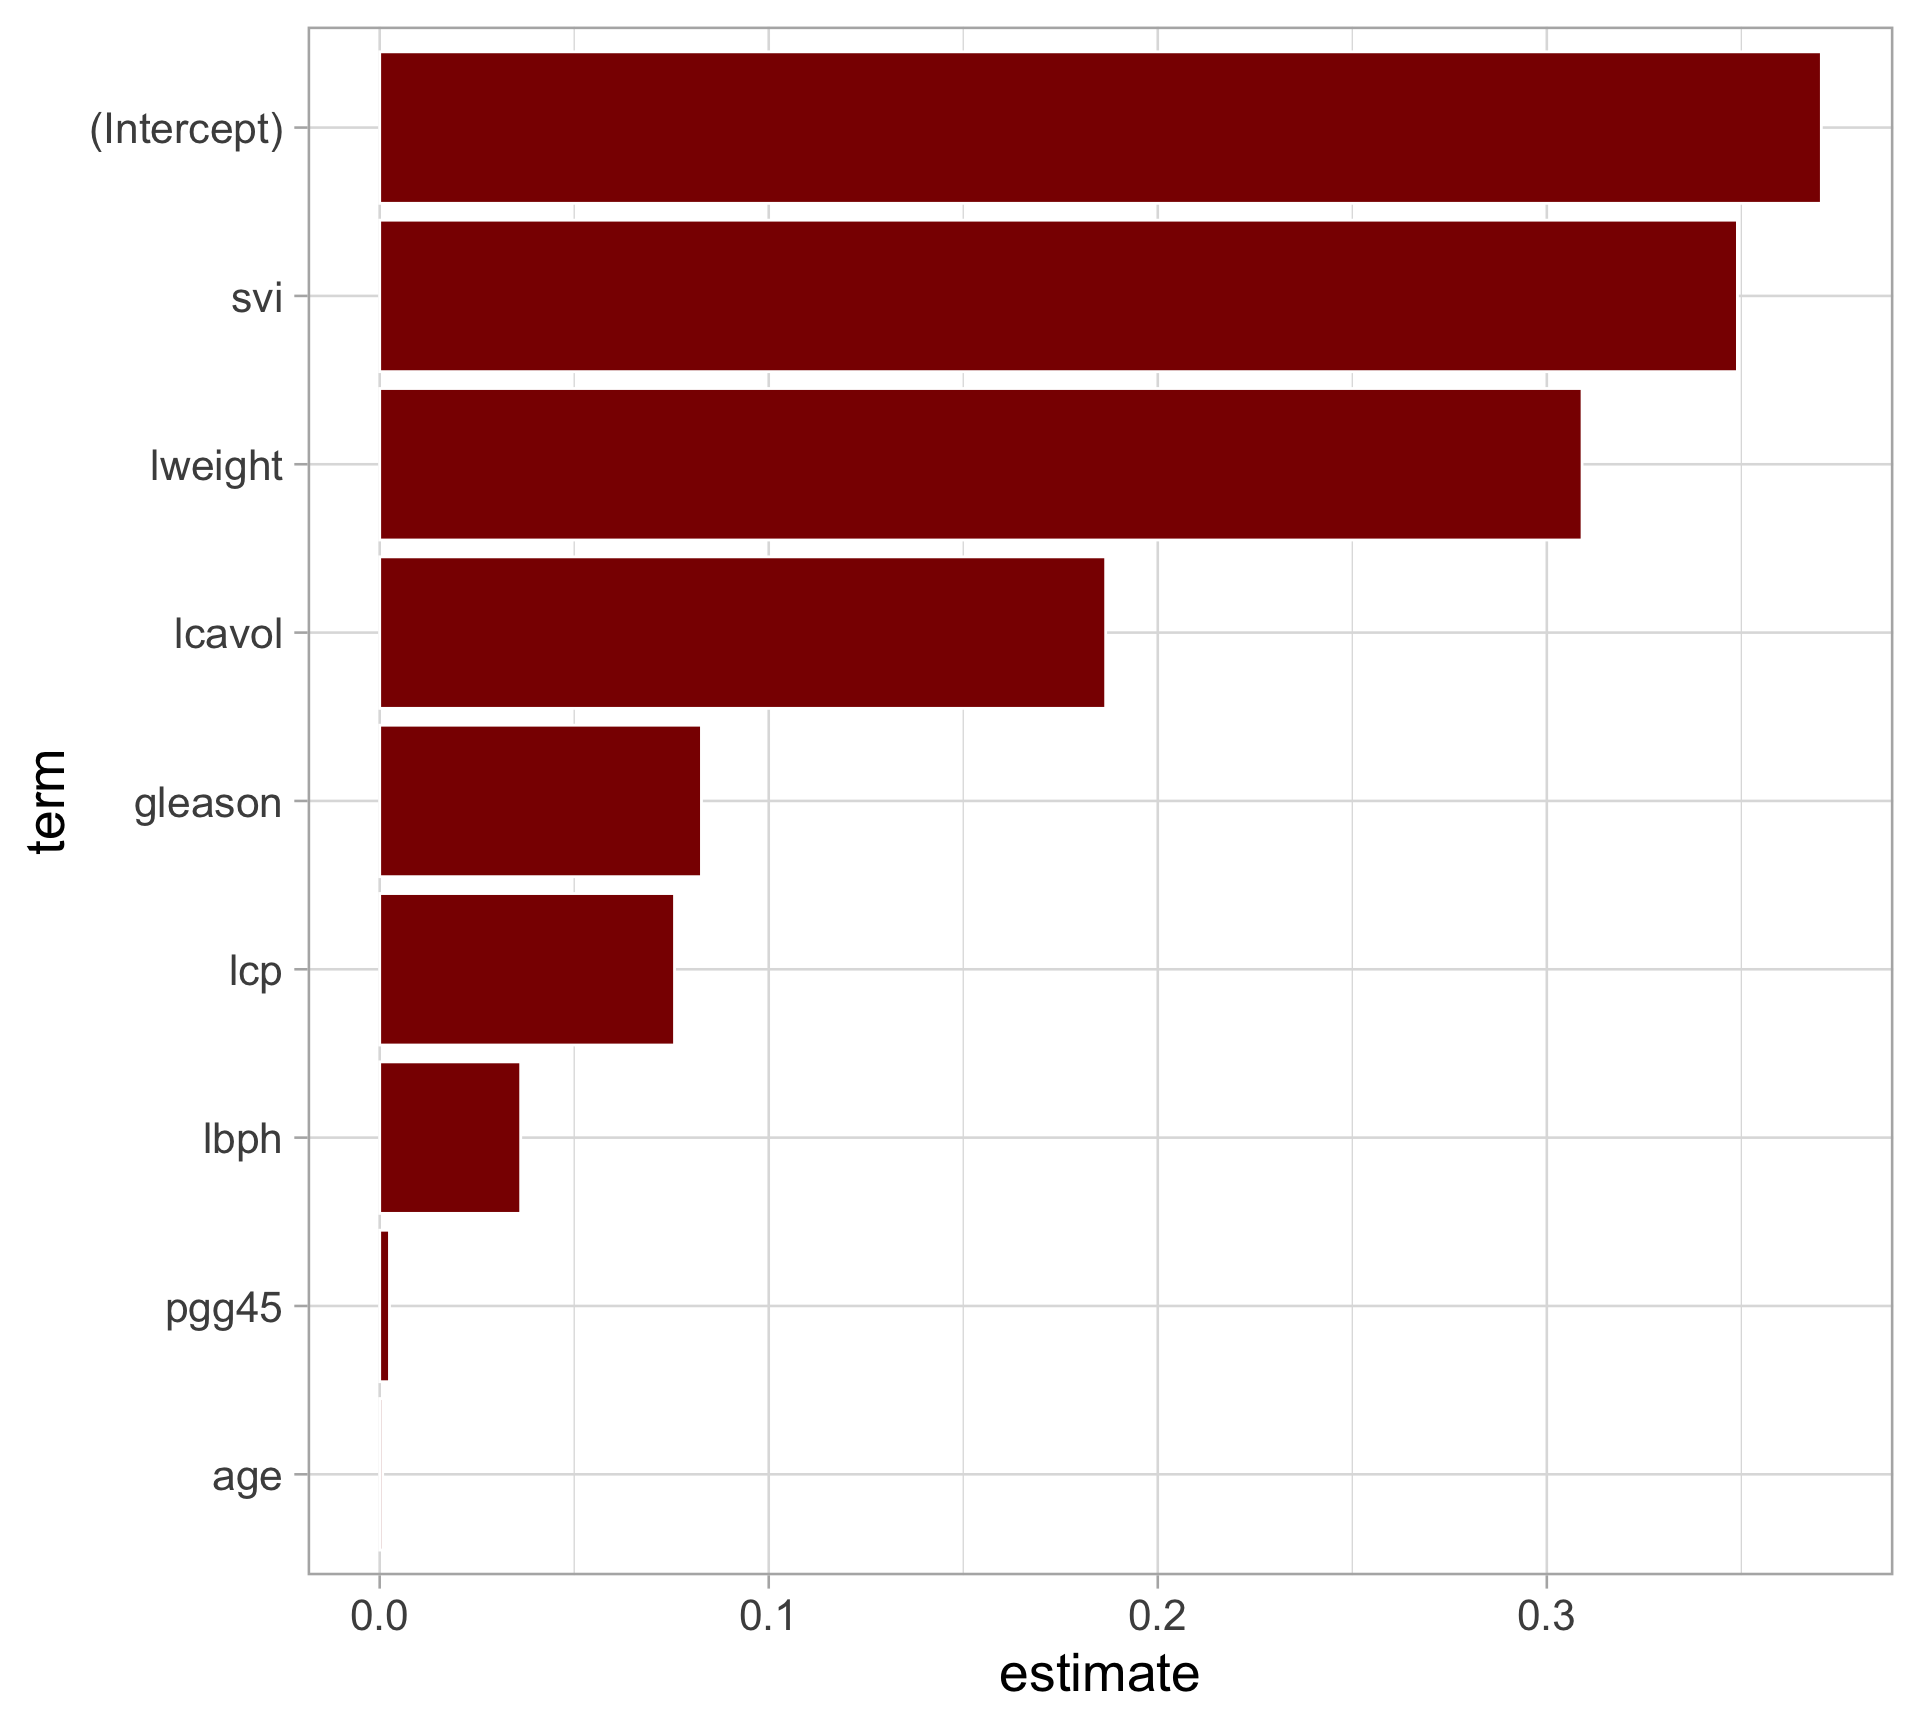 (Intercept)
svi
lweight
lcavol
gleason
lcp
lbph
pgg45
age
term
0.0 0.1 0.2 0.3
estimate